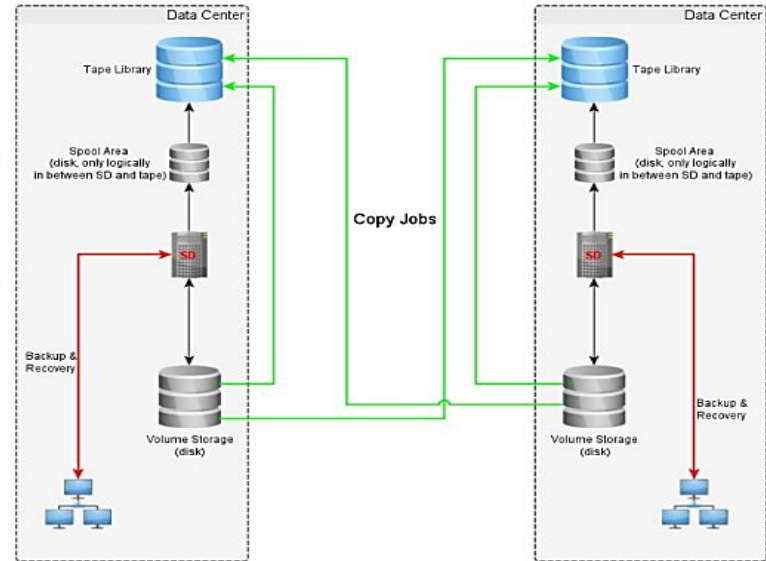 Data Center
Tape Library
Spool Area
(disk, only logically
in between SD and tape)
SD
Backup &
Recovery
Volume Storage
(disk)
Copy Jobs
Data Center
Tape Library
Spool Area
(disk, only logically
in between SD and tape)
SD
Backup &
Recovery
Volume Storage
(disk)